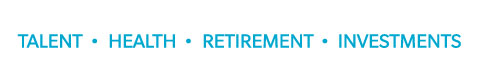 TALENT • HEALTH • RETIREMENT • INVESTMENTS